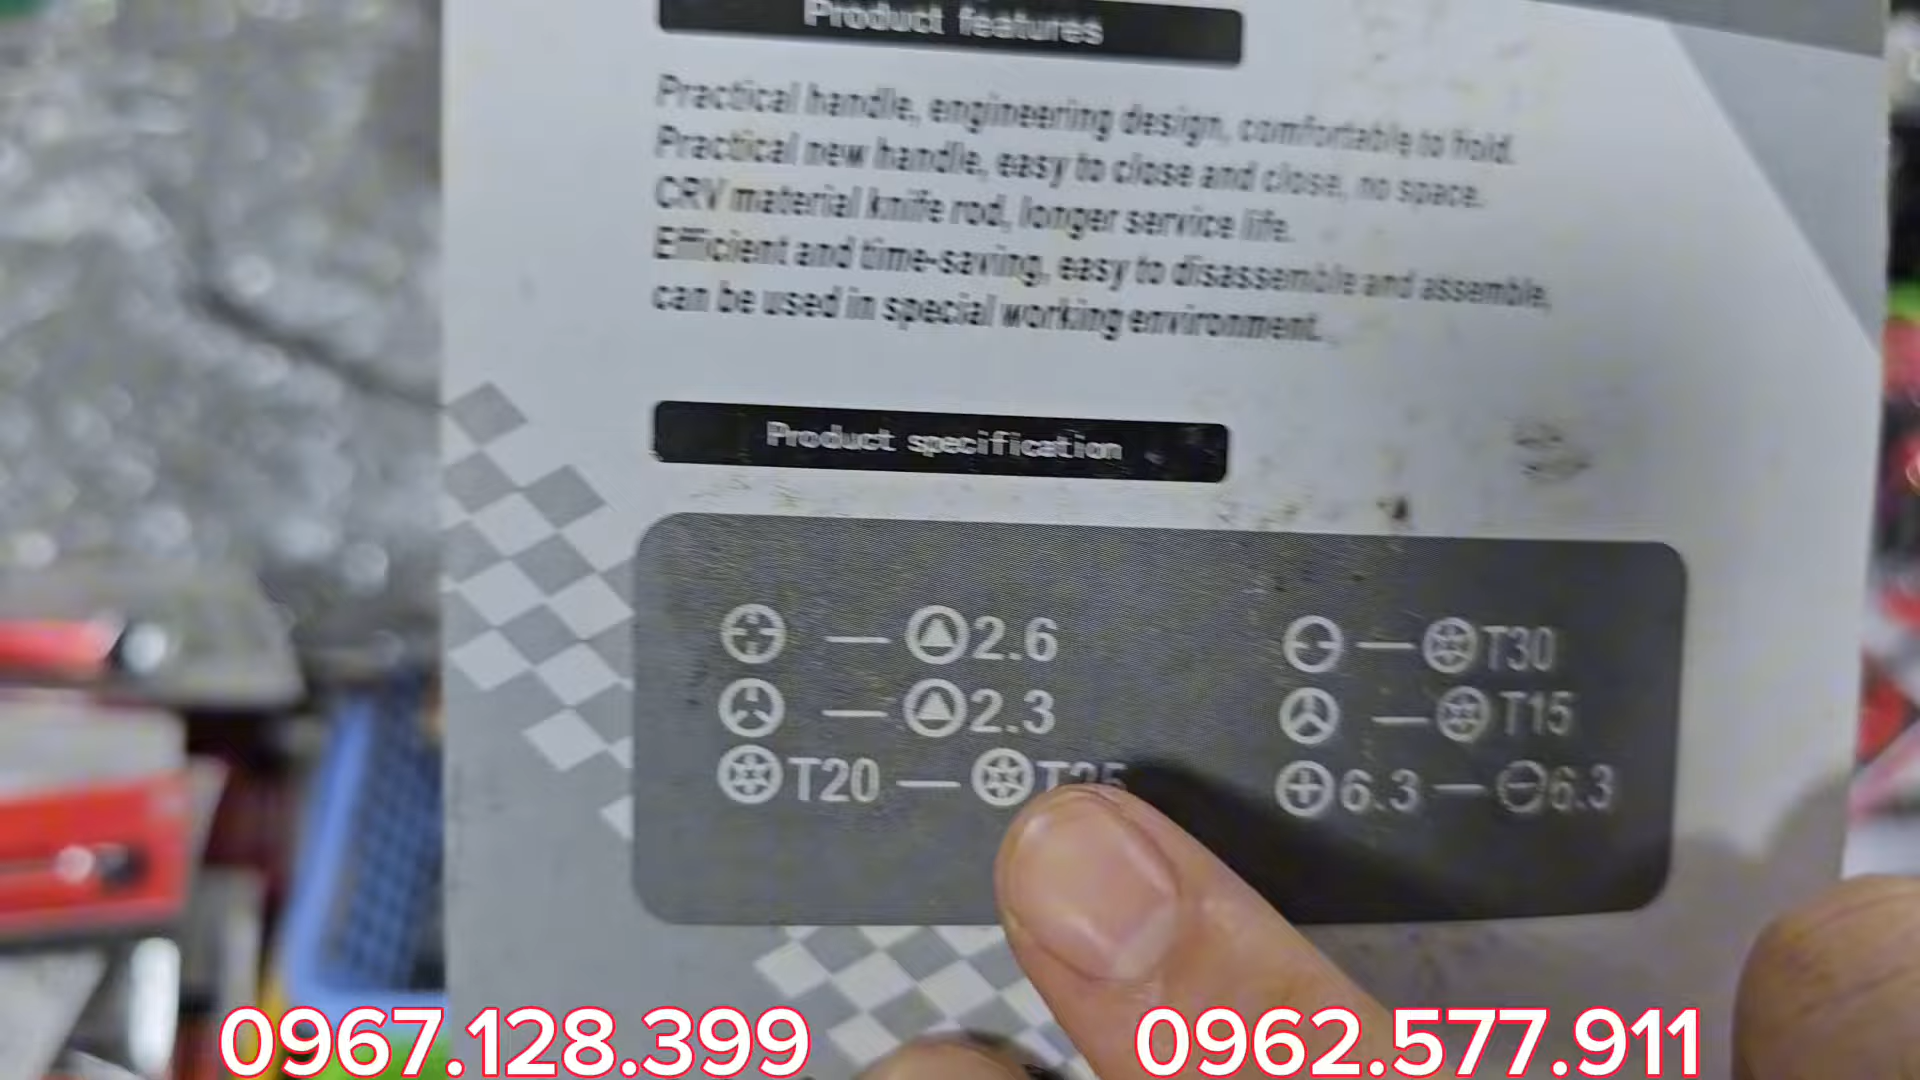 Product features
Practical handle, engineering design, comfortable to hold.
Practical new handle, easy to close and close, no space.
CRV material knife rod, longer service life.
Efficient and time-saving, easy to disassemble and assemble,
can be used in special working environment.
Product specification
— 2.6
— T30
— 2.3
— T15
T20 — T25
6.3 — 6.3
0967.128.399
0962.577.911